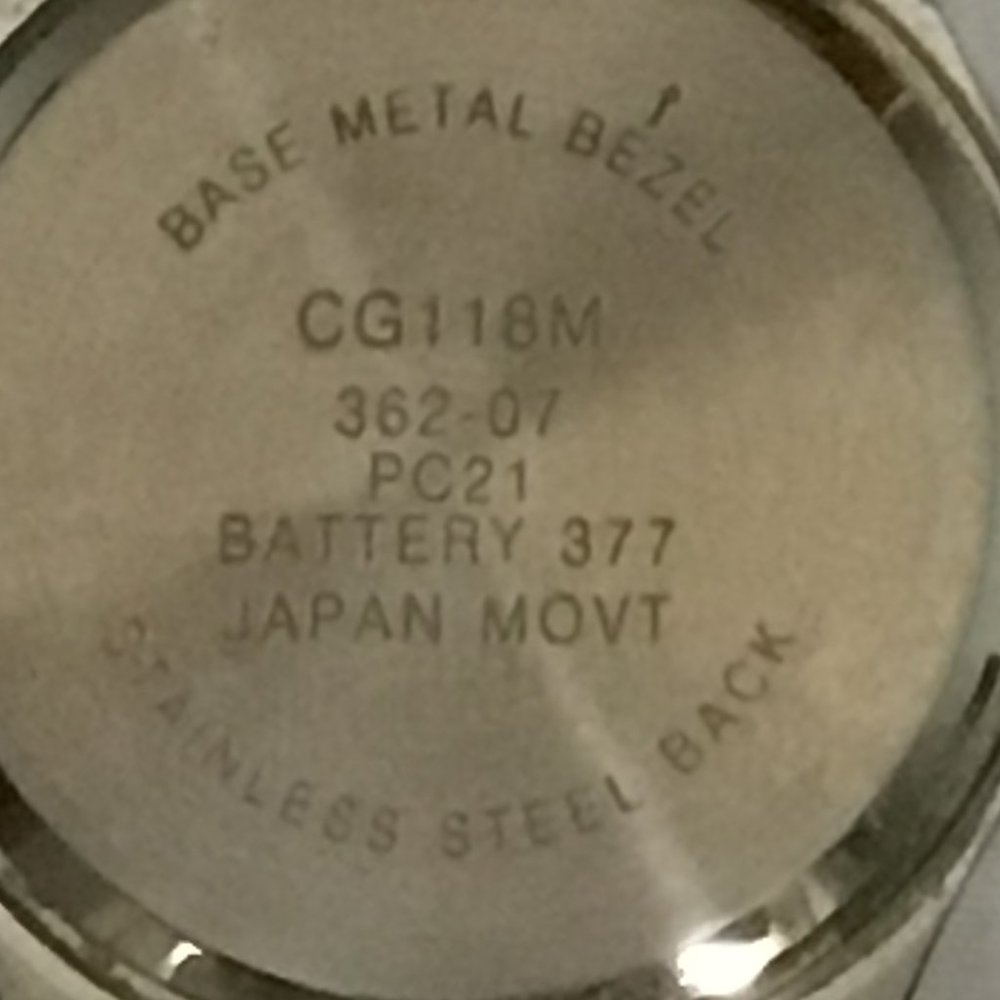 BASE METAL BEZEL
CG118M
362-07
PC21
BATTERY 377
JAPAN MOVT
STAINLESS STEEL BACK